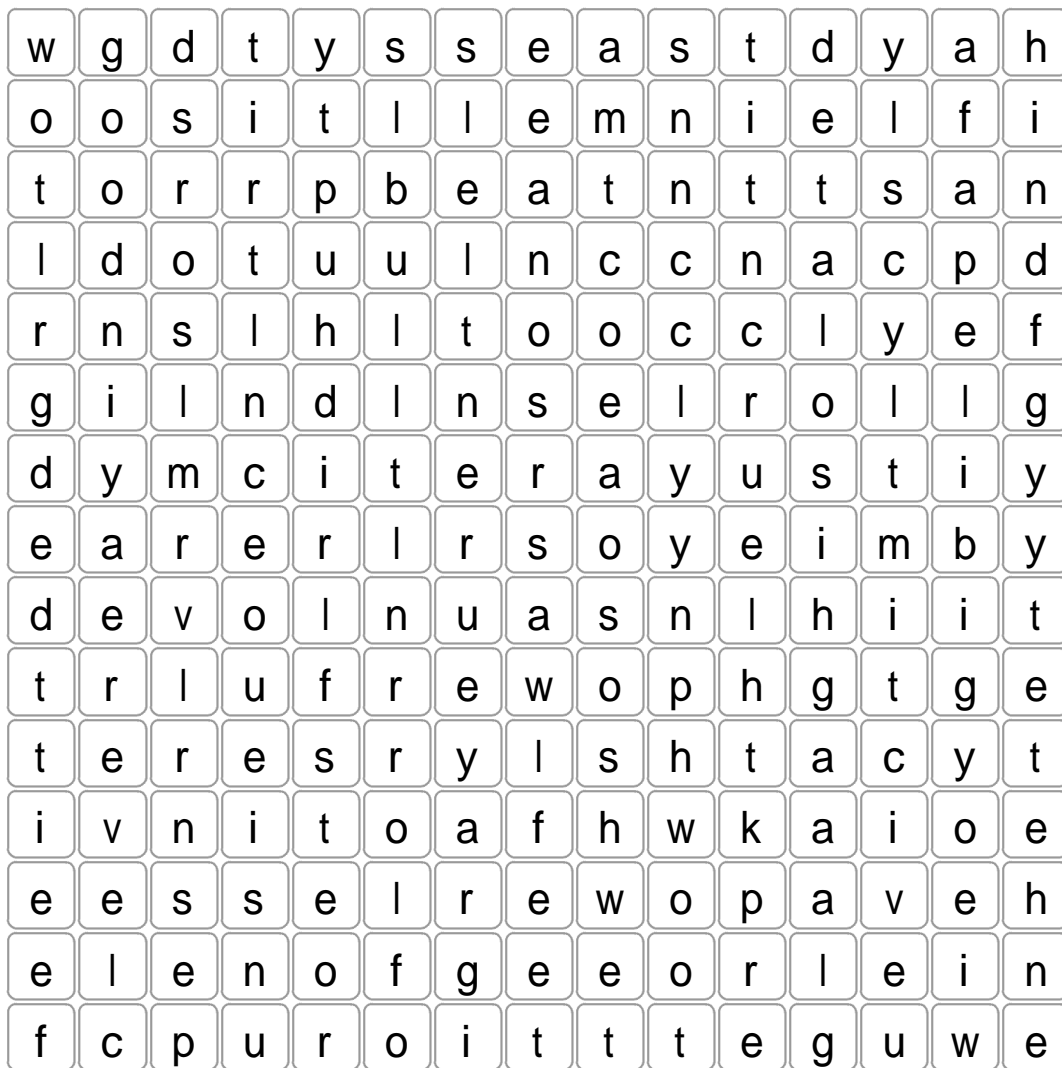 w g d t y s s e a s t d y a h
o o s i t l l e m n i e l f i
t o r r p b e a t n t t s a n
l d o t u u l n c c n a c p d
r n s l h l t o o c c l y e f
g i l n d l n s e l r o l l g
d y m c i t e r a y u s t i y
e a r e r l r s o y e i m b y
d e v o l n u a s n l h i i t
t r l u f r e w o p h g t g e
t e r e s r y l s h t a c y t
i v n i t o a f h w k a i o e
e e s s e l r e w o p a v e h
e l e n o f g e e o r l e i n
f c p u r o i t t t e g u w e